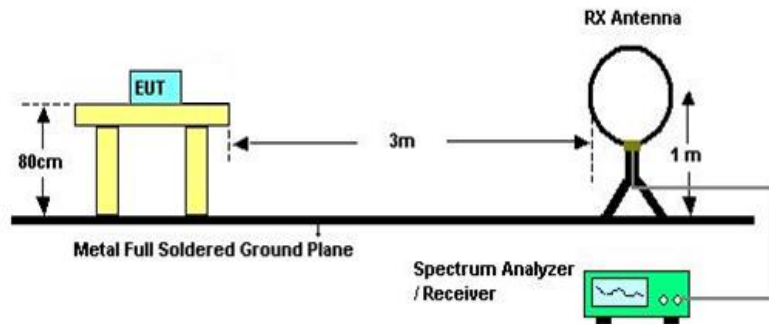 RX Antenna
EUT
3m
80cm
1 m
Metal Full Soldered Ground Plane
Spectrum Analyzer
/ Receiver